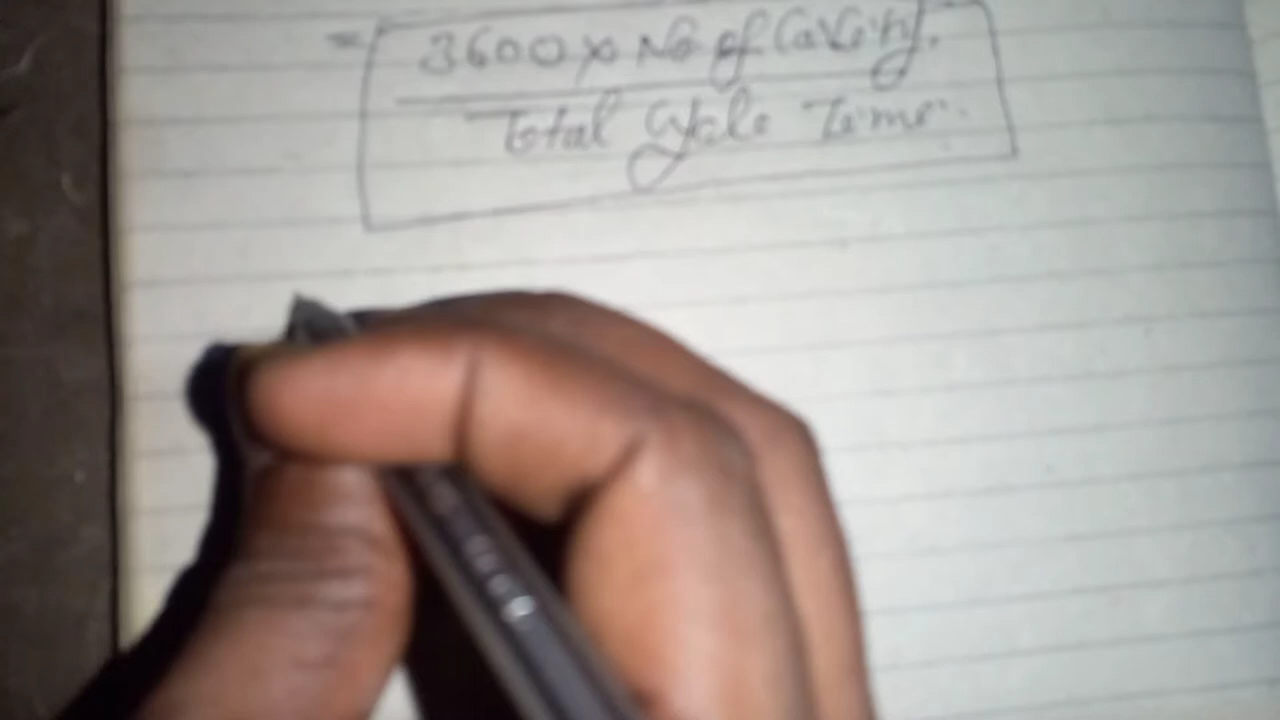 = 3600 x No of Cavity.
Total Cycle Time.